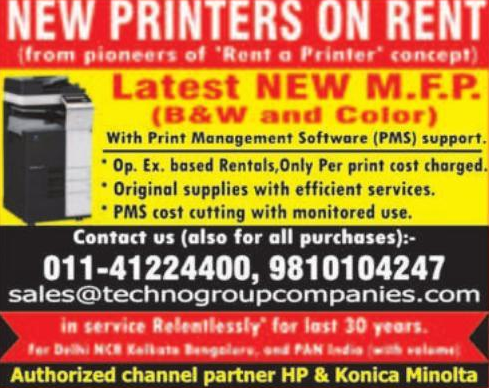 NEW PRINTERS ON RENT
(from pioneers of "Rent a Printer" concept)
Latest NEW M.F.P.
(B&W and Color)
With Print Management Software (PMS) support.
* Op. Ex. based Rentals,Only Per print cost charged.
* Original supplies with efficient services.
* PMS cost cutting with monitored use.
Contact us (also for all purchases):-
011-41224400, 9810104247
sales@technogroupcompanies.com
in service Relentlessly" for last 30 years.
For Delhi NCR Kolkata Bengaluru, and PAN India (with volume)
Authorized channel partner HP & Konica Minolta